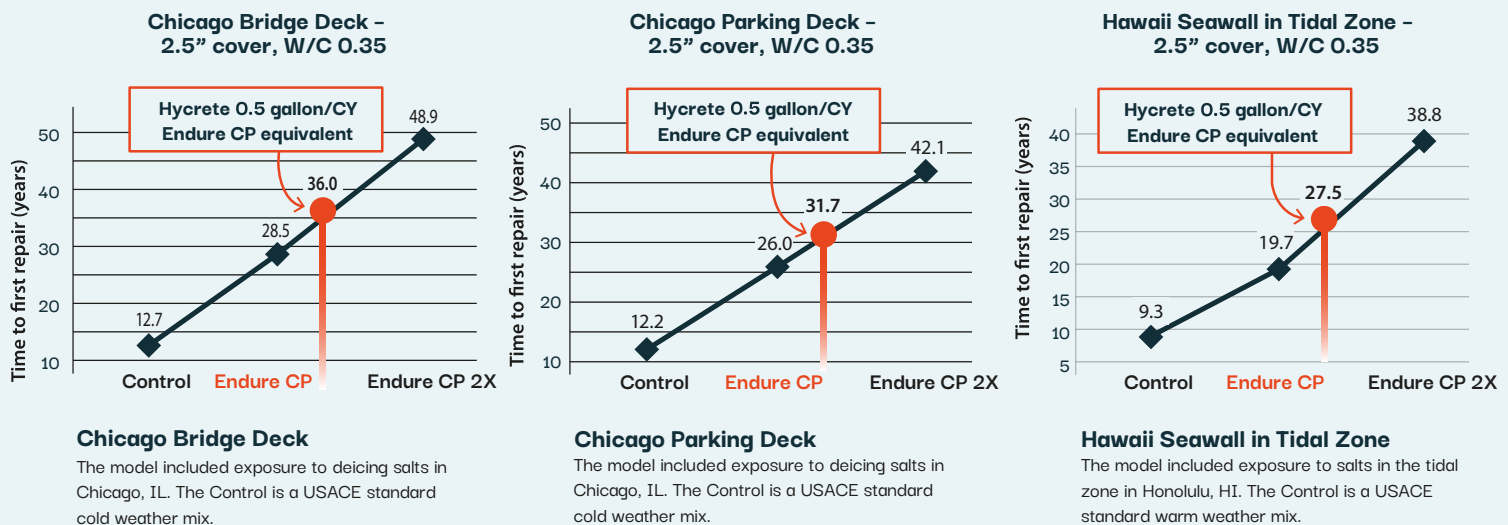 Chicago Bridge Deck –
2.5” cover, W/C 0.35
Time to first repair (years)
50
40
30
20
10
Hycrete 0.5 gallon/CY
Endure CP equivalent
12.7
28.5
36.0
48.9
Control
Endure CP
Endure CP 2X
Chicago Bridge Deck
The model included exposure to deicing salts in
Chicago, IL. The Control is a USACE standard
cold weather mix.
Chicago Parking Deck –
2.5” cover, W/C 0.35
Time to first repair (years)
50
40
30
20
10
Hycrete 0.5 gallon/CY
Endure CP equivalent
12.2
26.0
31.7
42.1
Control
Endure CP
Endure CP 2X
Chicago Parking Deck
The model included exposure to deicing salts in
Chicago, IL. The Control is a USACE standard
cold weather mix.
Hawaii Seawall in Tidal Zone –
2.5” cover, W/C 0.35
Time to first repair (years)
40
35
30
25
20
15
10
5
Hycrete 0.5 gallon/CY
Endure CP equivalent
9.3
19.7
27.5
38.8
Control
Endure CP
Endure CP 2X
Hawaii Seawall in Tidal Zone
The model included exposure to salts in the tidal
zone in Honolulu, HI. The Control is a USACE
standard warm weather mix.